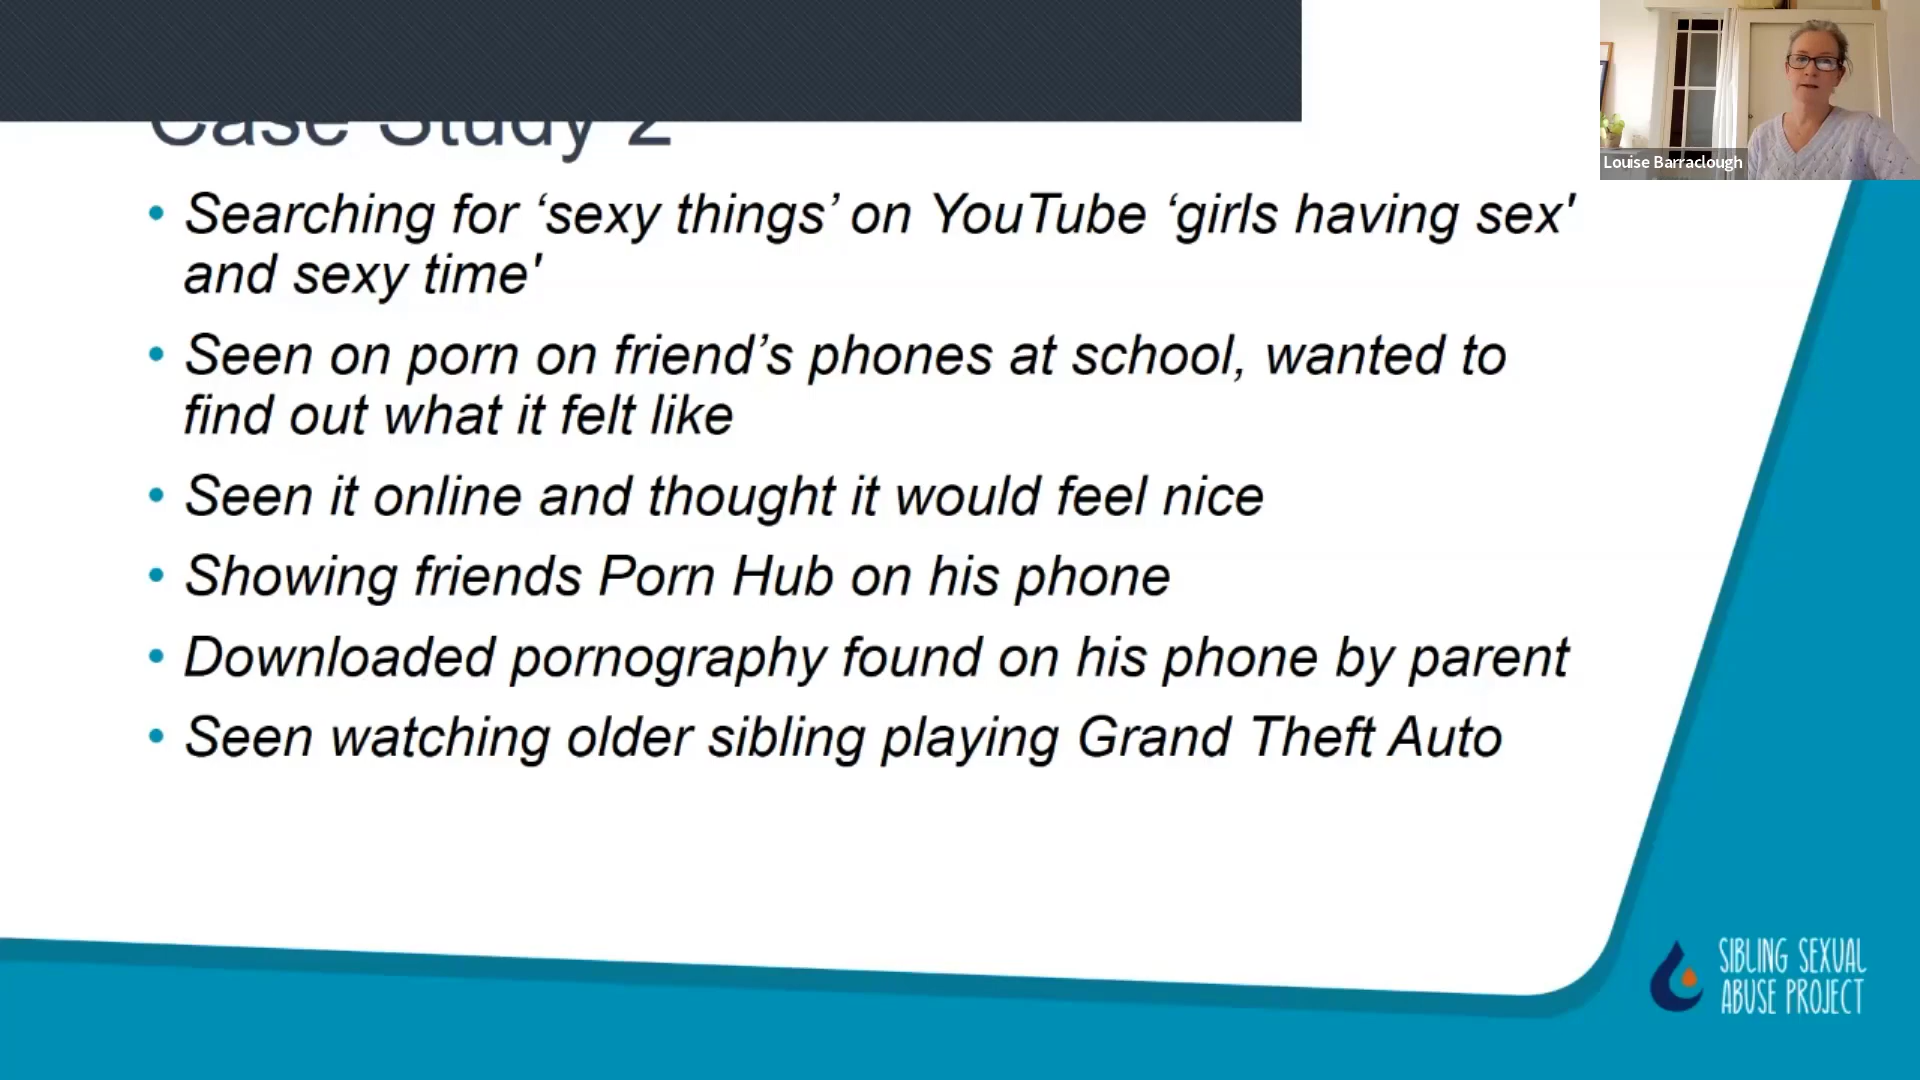 Case Study 2
Louise Barraclough
• Searching for ‘sexy things’ on YouTube ‘girls having sex'
and sexy time'
• Seen on porn on friend’s phones at school, wanted to
find out what it felt like
• Seen it online and thought it would feel nice
• Showing friends Porn Hub on his phone
• Downloaded pornography found on his phone by parent
• Seen watching older sibling playing Grand Theft Auto
SIBLING SEXUAL
ABUSE PROJECT